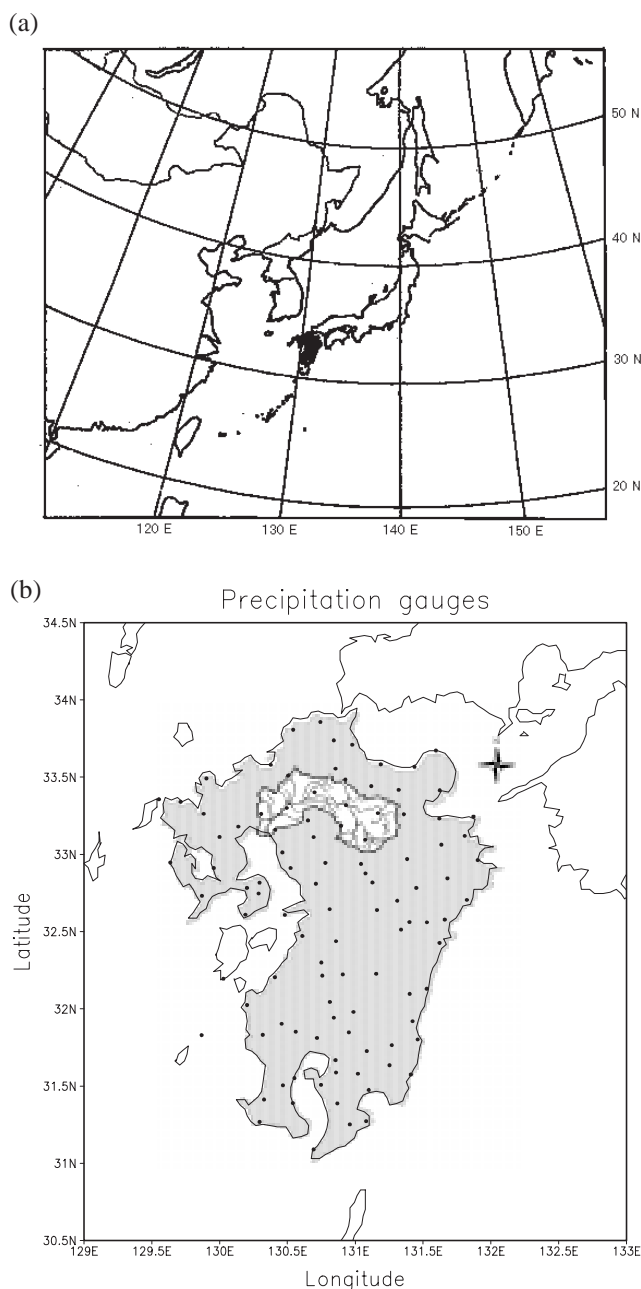 (a)
50 N
40 N
30 N
20 N
120 E
130 E
140 E
150 E
(b)
Precipitation gauges
34.5N
34N
33.5N
33N
32.5N
32N
31.5N
31N
30.5N
Latitude
129E
129.5E
130E
130.5E
131E
131.5E
132E
132.5E
133E
Longitude